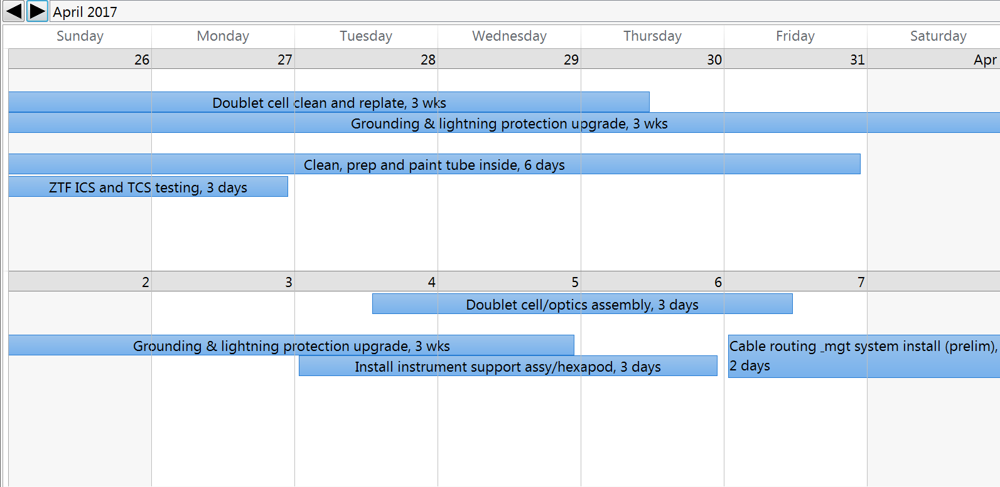 April 2017
Sunday Monday Tuesday Wednesday Thursday Friday Saturday
26 27 28 29 30 31 Apr
Doublet cell clean and replate, 3 wks
Grounding & lightning protection upgrade, 3 wks
Clean, prep and paint tube inside, 6 days
ZTF ICS and TCS testing, 3 days
2 3 4 5 6 7
Doublet cell/optics assembly, 3 days
Grounding & lightning protection upgrade, 3 wks
Cable routing _mgt system install (prelim),
2 days
Install instrument support assy/hexapod, 3 days